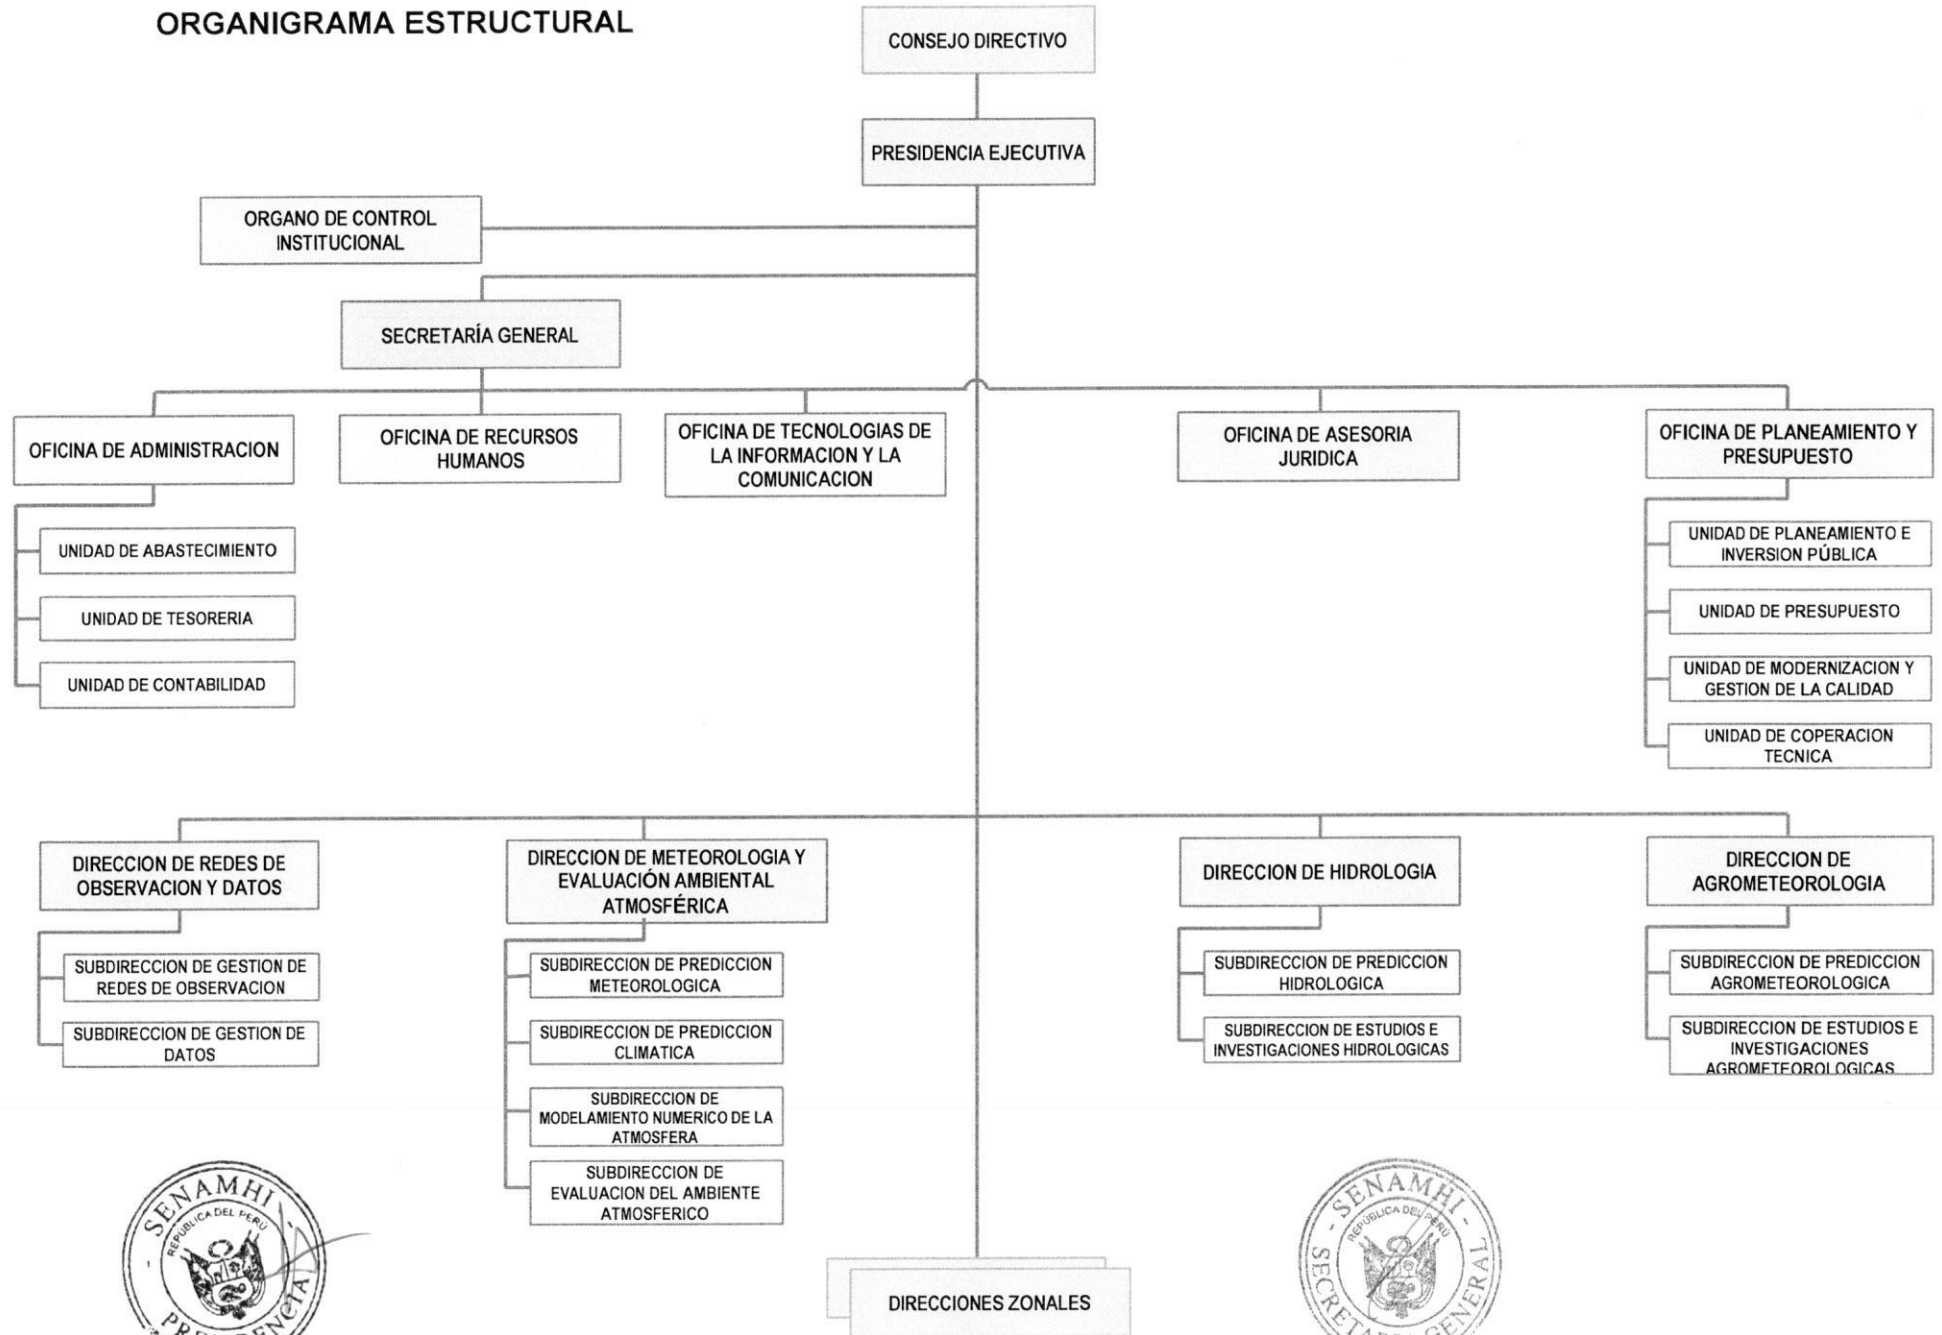 ORGANIGRAMA ESTRUCTURAL
CONSEJO DIRECTIVO
PRESIDENCIA EJECUTIVA
ORGANO DE CONTROL
INSTITUCIONAL
SECRETARÍA GENERAL
OFICINA DE ADMINISTRACION
OFICINA DE RECURSOS
HUMANOS
OFICINA DE TECNOLOGIAS DE
LA INFORMACION Y LA
COMUNICACION
OFICINA DE ASESORIA
JURIDICA
OFICINA DE PLANEAMIENTO Y
PRESUPUESTO
UNIDAD DE ABASTECIMIENTO
UNIDAD DE TESORERIA
UNIDAD DE CONTABILIDAD
UNIDAD DE PLANEAMIENTO E
INVERSION PÚBLICA
UNIDAD DE PRESUPUESTO
UNIDAD DE MODERNIZACION Y
GESTION DE LA CALIDAD
UNIDAD DE COPERACION
TECNICA
DIRECCION DE REDES DE
OBSERVACION Y DATOS
DIRECCION DE METEOROLOGIA Y
EVALUACIÓN AMBIENTAL
ATMOSFÉRICA
DIRECCION DE HIDROLOGIA
DIRECCION DE
AGROMETEOROLOGIA
SUBDIRECCION DE GESTION DE
REDES DE OBSERVACION
SUBDIRECCION DE GESTION DE
DATOS
SUBDIRECCION DE PREDICCION
METEOROLOGICA
SUBDIRECCION DE PREDICCION
CLIMATICA
SUBDIRECCION DE
MODELAMIENTO NUMERICO DE LA
ATMOSFERA
SUBDIRECCION DE
EVALUACION DEL AMBIENTE
ATMOSFERICO
SUBDIRECCION DE PREDICCION
HIDROLOGICA
SUBDIRECCION DE ESTUDIOS E
INVESTIGACIONES HIDROLOGICAS
SUBDIRECCION DE PREDICCION
AGROMETEOROLOGICA
SUBDIRECCION DE ESTUDIOS E
INVESTIGACIONES
AGROMETEOROLOGICAS
DIRECCIONES ZONALES
- SENAMHI -
REPÚBLICA DEL PERÚ
PRESIDENCIA
- SENAMHI -
REPÚBLICA DEL PERÚ
SECRETARIA GENERAL